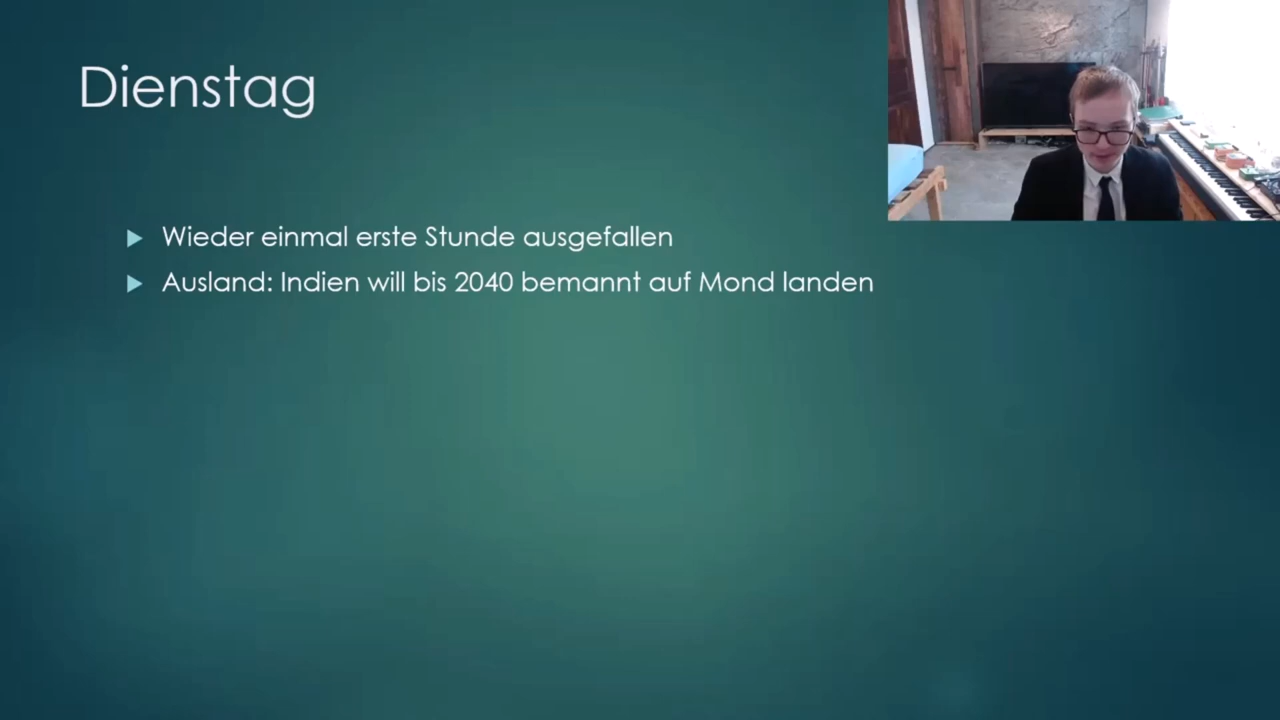 Dienstag
Wieder einmal erste Stunde ausgefallen
Ausland: Indien will bis 2040 bemannt auf Mond landen